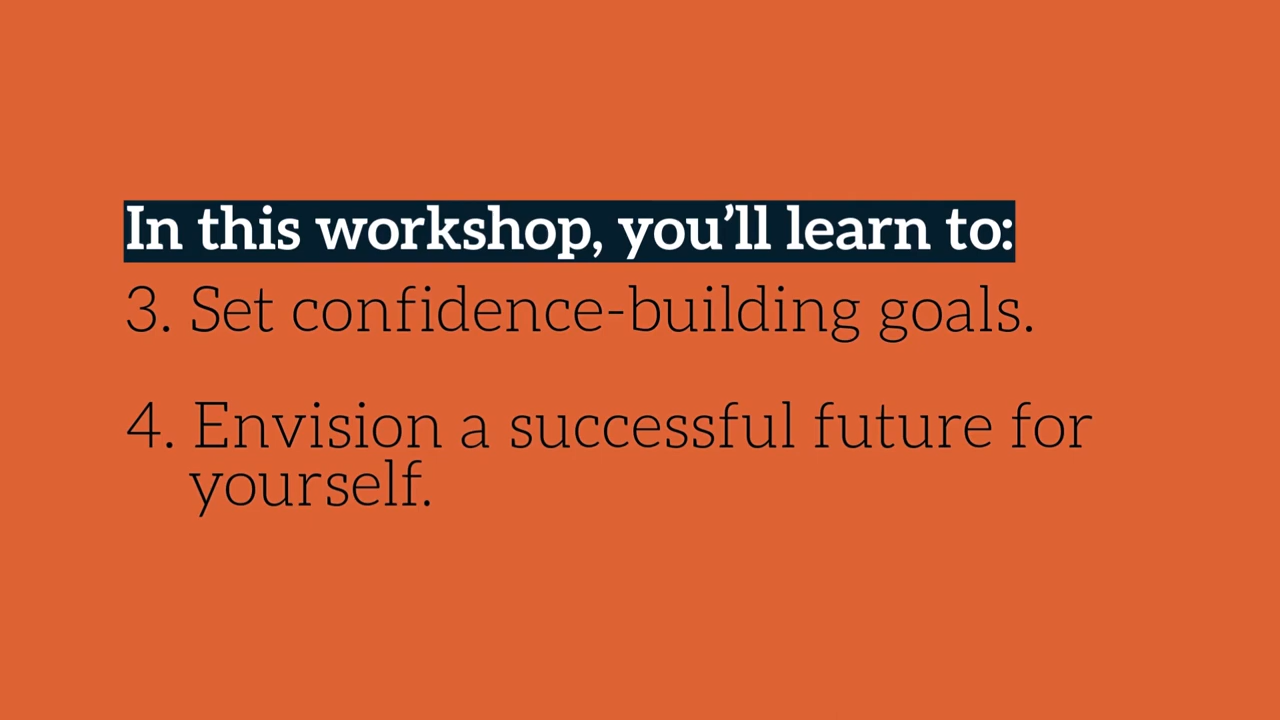 In this workshop, you’ll learn to:
3. Set confidence-building goals.
4. Envision a successful future for
yourself.